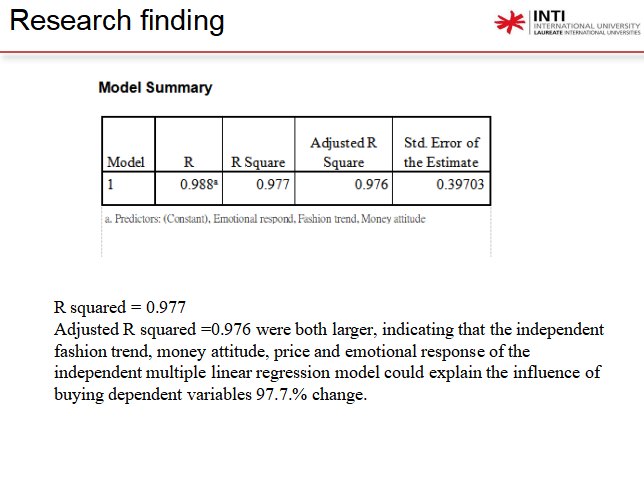 Research finding
INTI
INTERNATIONAL UNIVERSITY
LAUREATE INTERNATIONAL UNIVERSITIES
Model Summary
Model R R Square Adjusted R Square Std. Error of the Estimate
1 0.988ᵃ 0.977 0.976 0.39703
a. Predictors: (Constant), Emotional respond, Fashion trend, Money attitude
R squared = 0.977
Adjusted R squared =0.976 were both larger, indicating that the independent
fashion trend, money attitude, price and emotional response of the
independent multiple linear regression model could explain the influence of
buying dependent variables 97.7.% change.